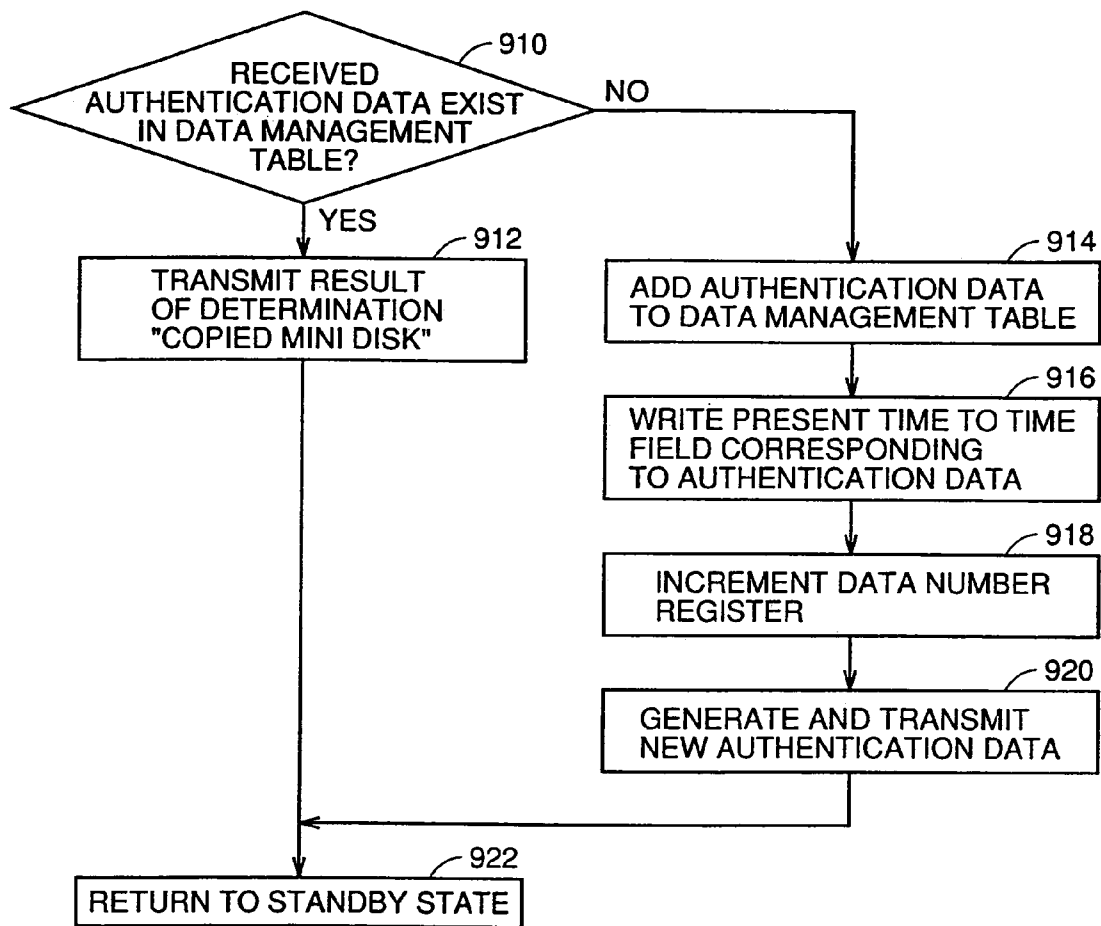 910
RECEIVED
AUTHENTICATION DATA EXIST
IN DATA MANAGEMENT
TABLE?
NO
YES
912
TRANSMIT RESULT
OF DETERMINATION
"COPIED MINI DISK"
914
ADD AUTHENTICATION DATA
TO DATA MANAGEMENT TABLE
916
WRITE PRESENT TIME TO TIME
FIELD CORRESPONDING
TO AUTHENTICATION DATA
918
INCREMENT DATA NUMBER
REGISTER
920
GENERATE AND TRANSMIT
NEW AUTHENTICATION DATA
922
RETURN TO STANDBY STATE